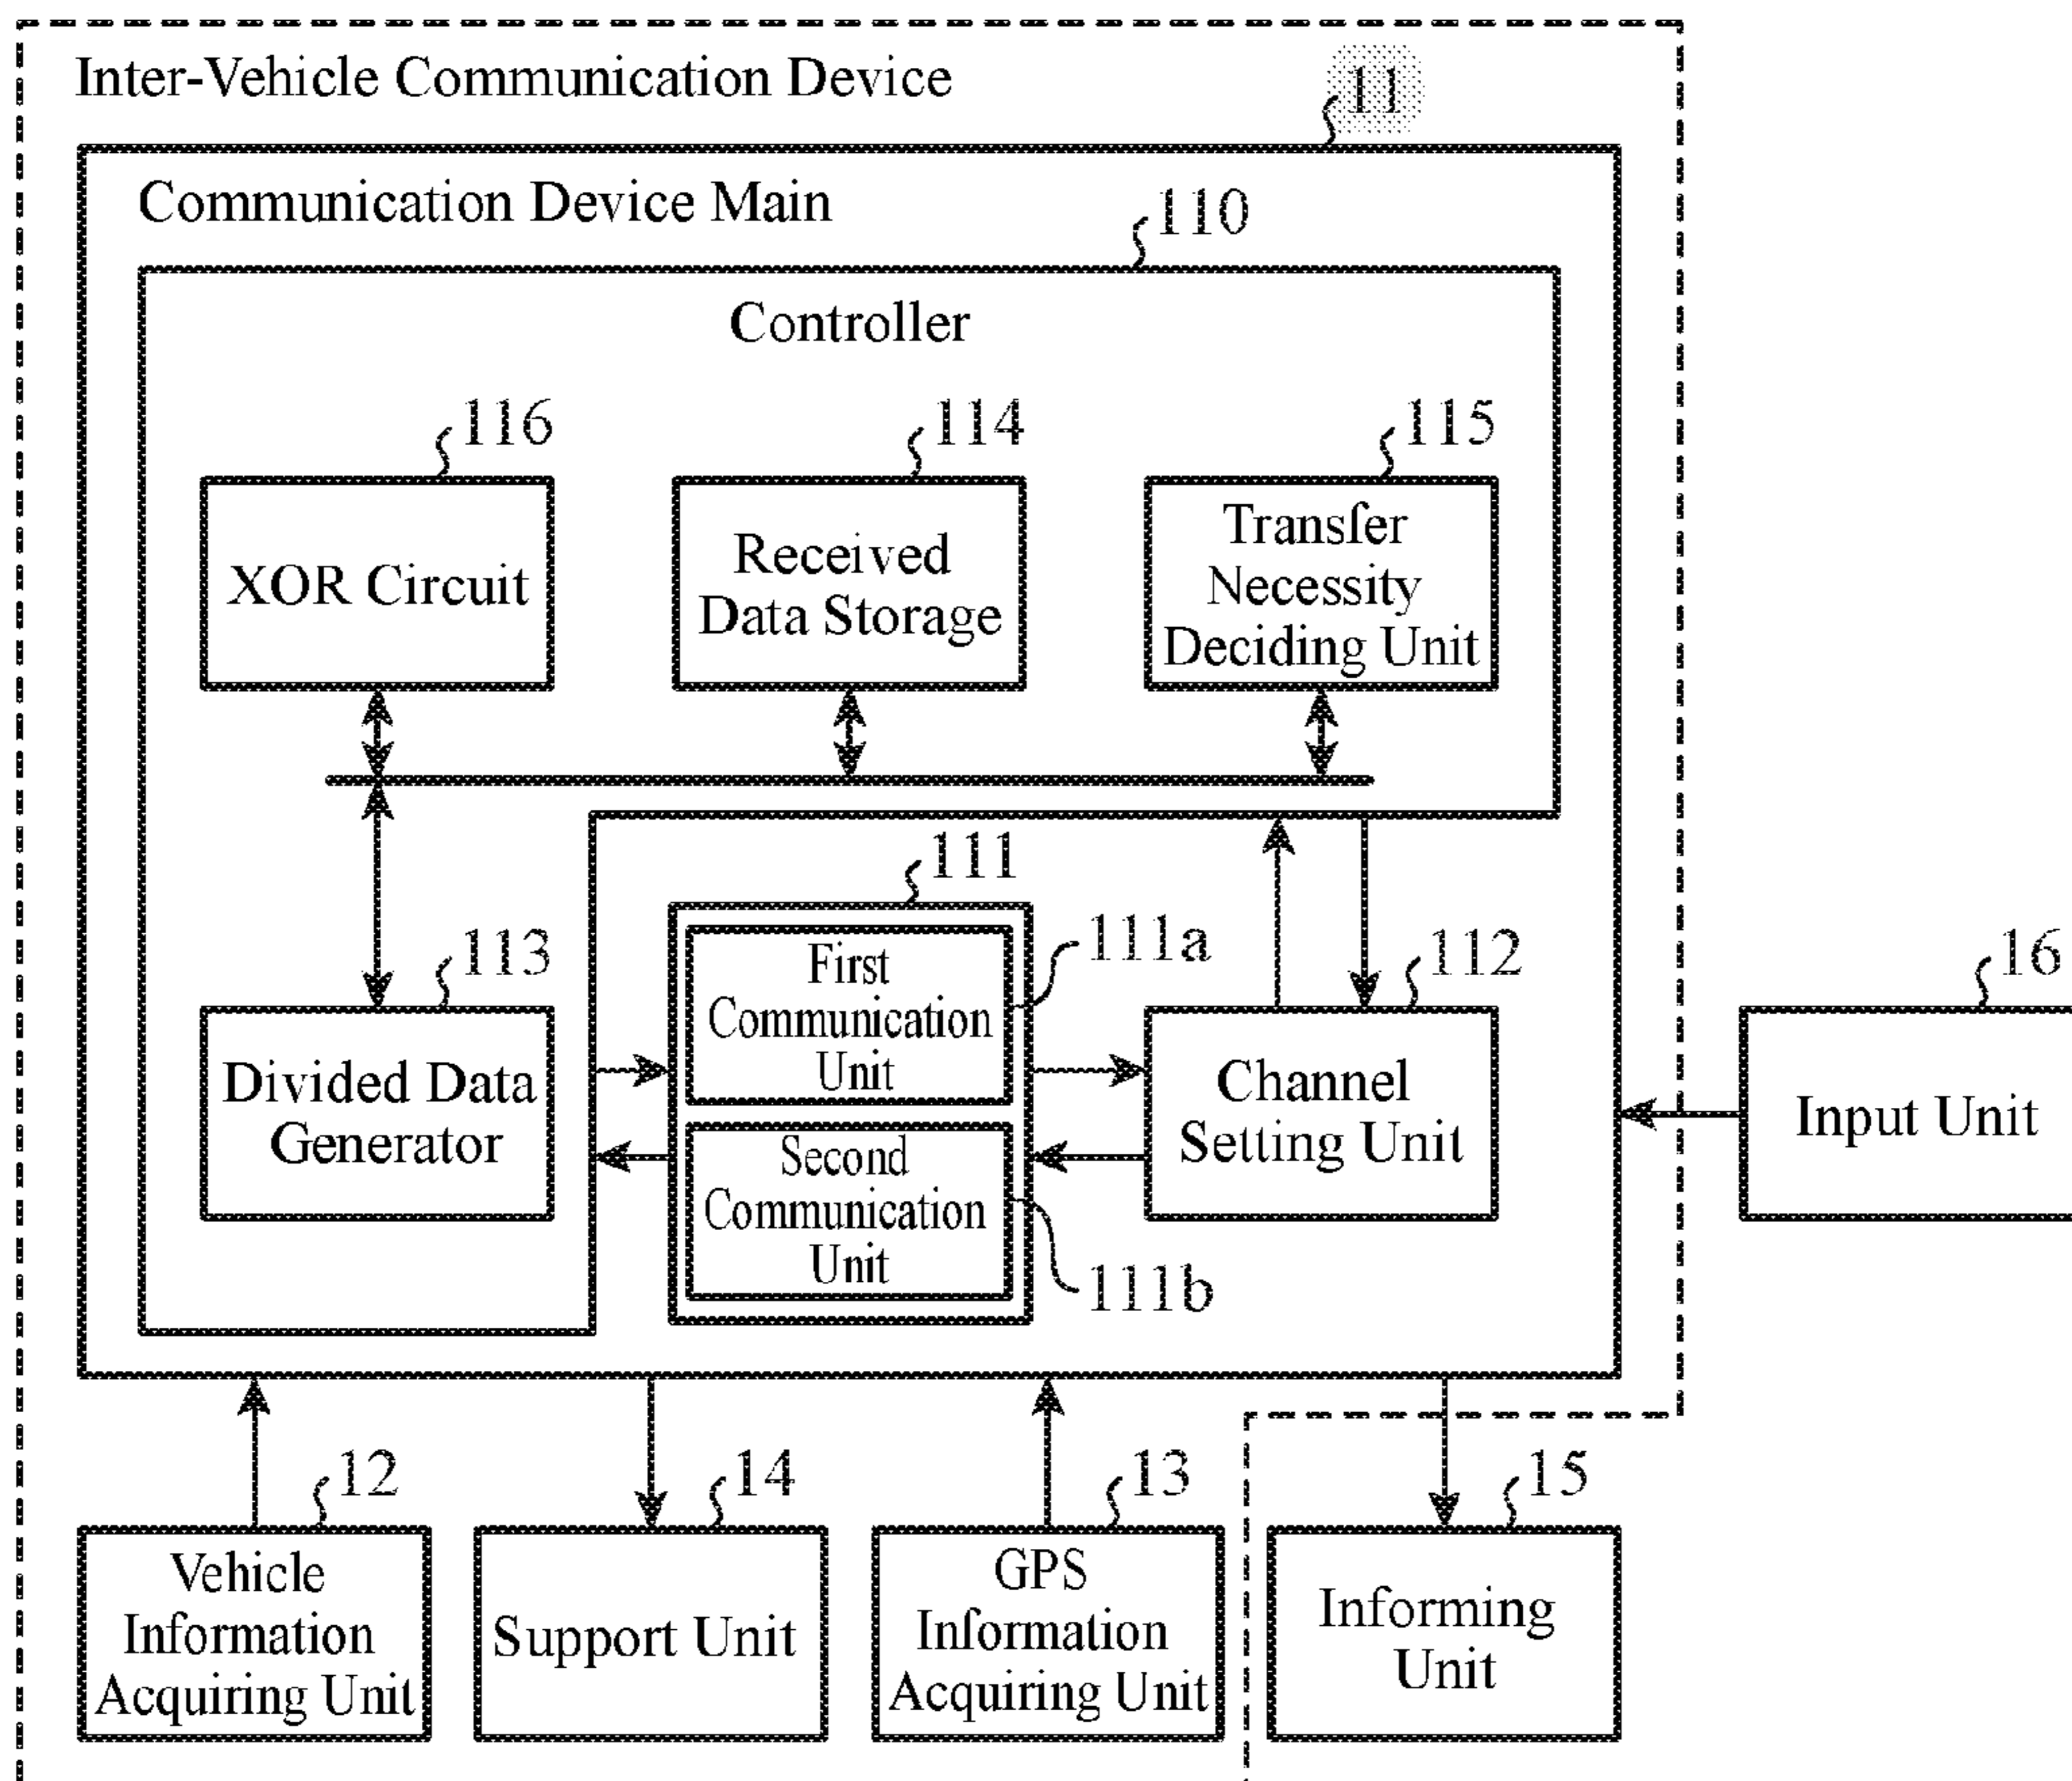 Inter-Vehicle Communication Device
11
Communication Device Main
110
Controller
116
114
115
XOR Circuit
Received
Data Storage
Transfer
Necessity
Deciding Unit
111
113
111a
112
16
First
Communication
Unit
Divided Data
Generator
Channel
Setting Unit
Input Unit
Second
Communication
Unit
111b
12
14
13
15
Vehicle
Information
Acquiring Unit
Support Unit
GPS
Information
Acquiring Unit
Informing
Unit